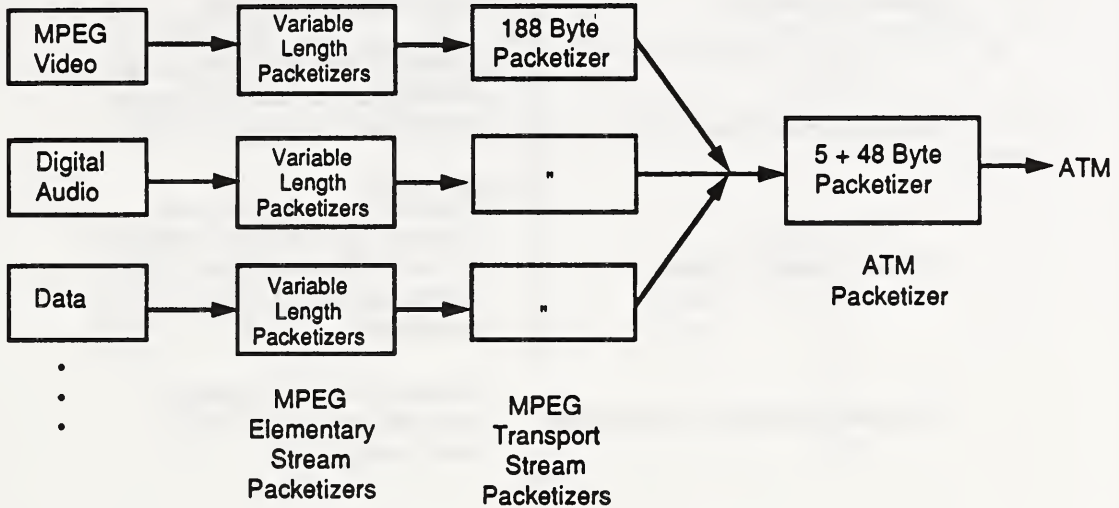 MPEG
Video
Variable
Length
Packetizers
188 Byte
Packetizer
Digital
Audio
Variable
Length
Packetizers
"
5 + 48 Byte
Packetizer
ATM
ATM
Packetizer
Data
Variable
Length
Packetizers
"
MPEG
Elementary
Stream
Packetizers
MPEG
Transport
Stream
Packetizers